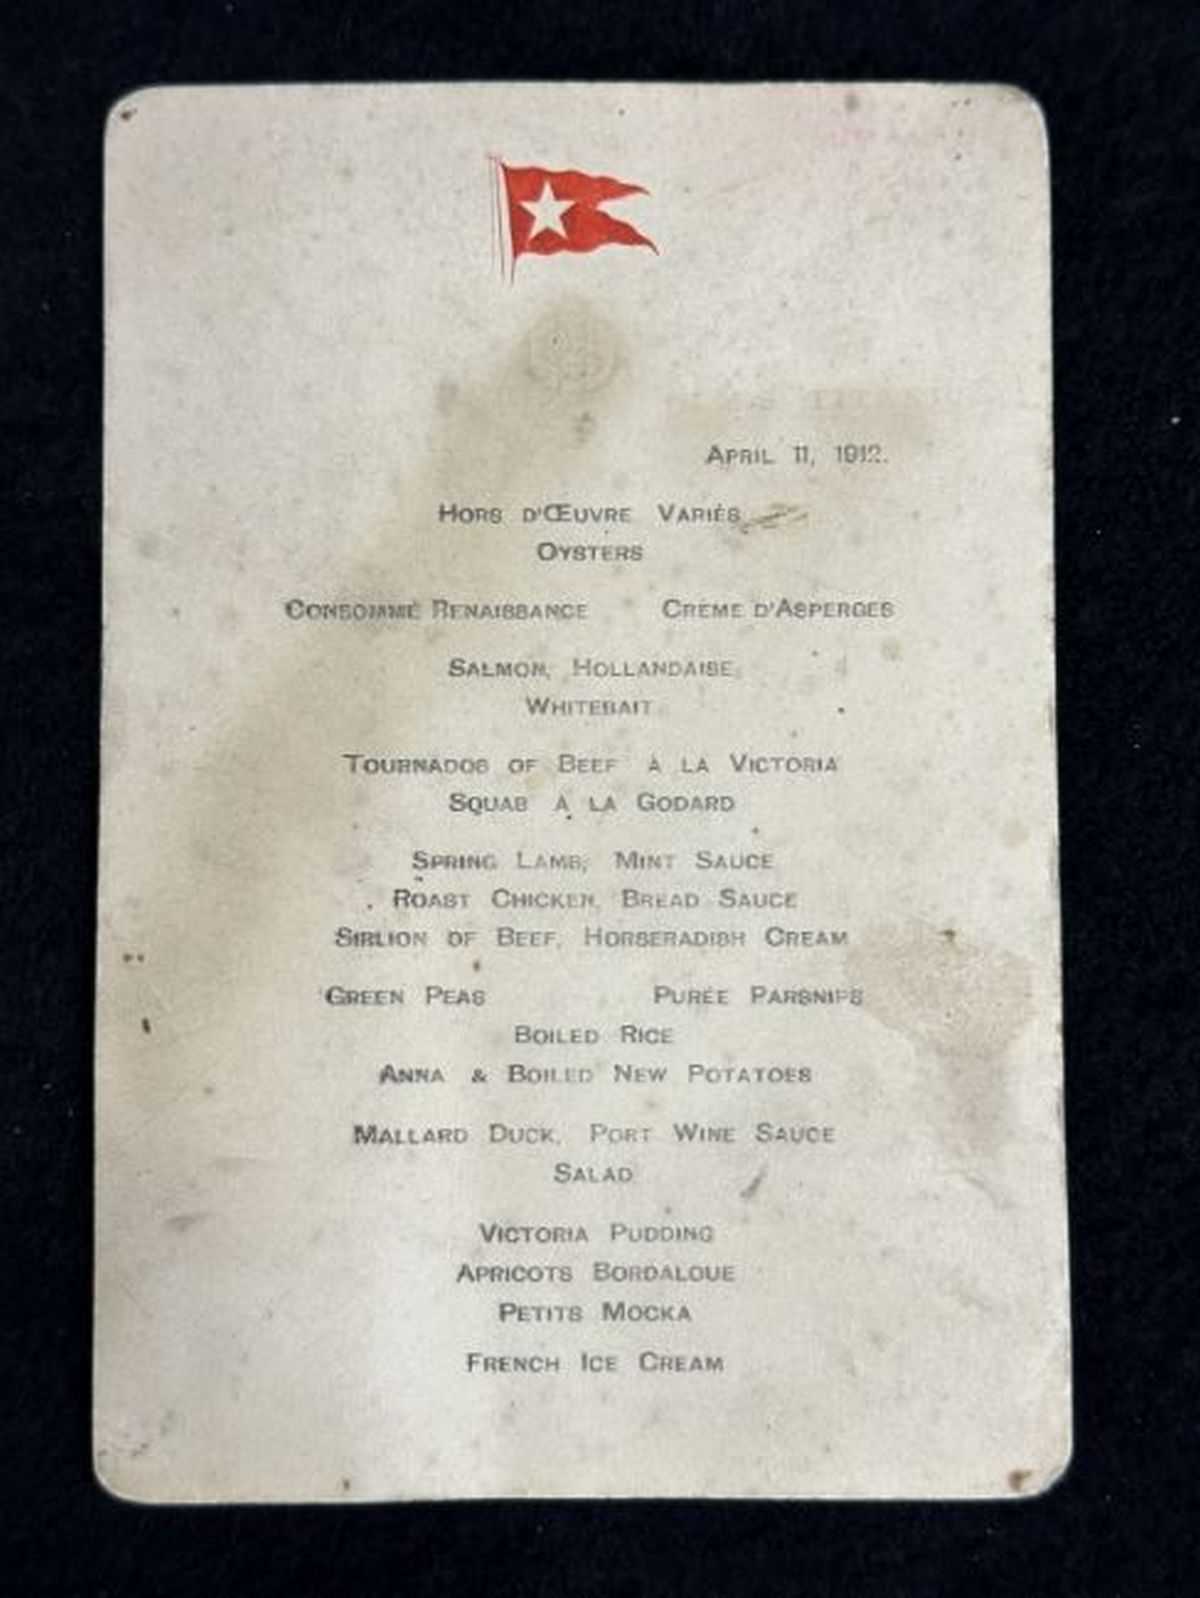 April 11, 1912.
Hors d'Œuvre Variés
Oysters
Consommé Renaissance Crème d'Asperges
Salmon, Hollandaise
Whitebait
Tournados of Beef à la Victoria
Squab à la Godard
Spring Lamb, Mint Sauce
Roast Chicken, Bread Sauce
Sirlion of Beef, Horseradish Cream
Green Peas Purée Parsnips
Boiled Rice
Anna & Boiled New Potatoes
Mallard Duck, Port Wine Sauce
Salad
Victoria Pudding
Apricots Bordaloue
Petits Mocka
French Ice Cream